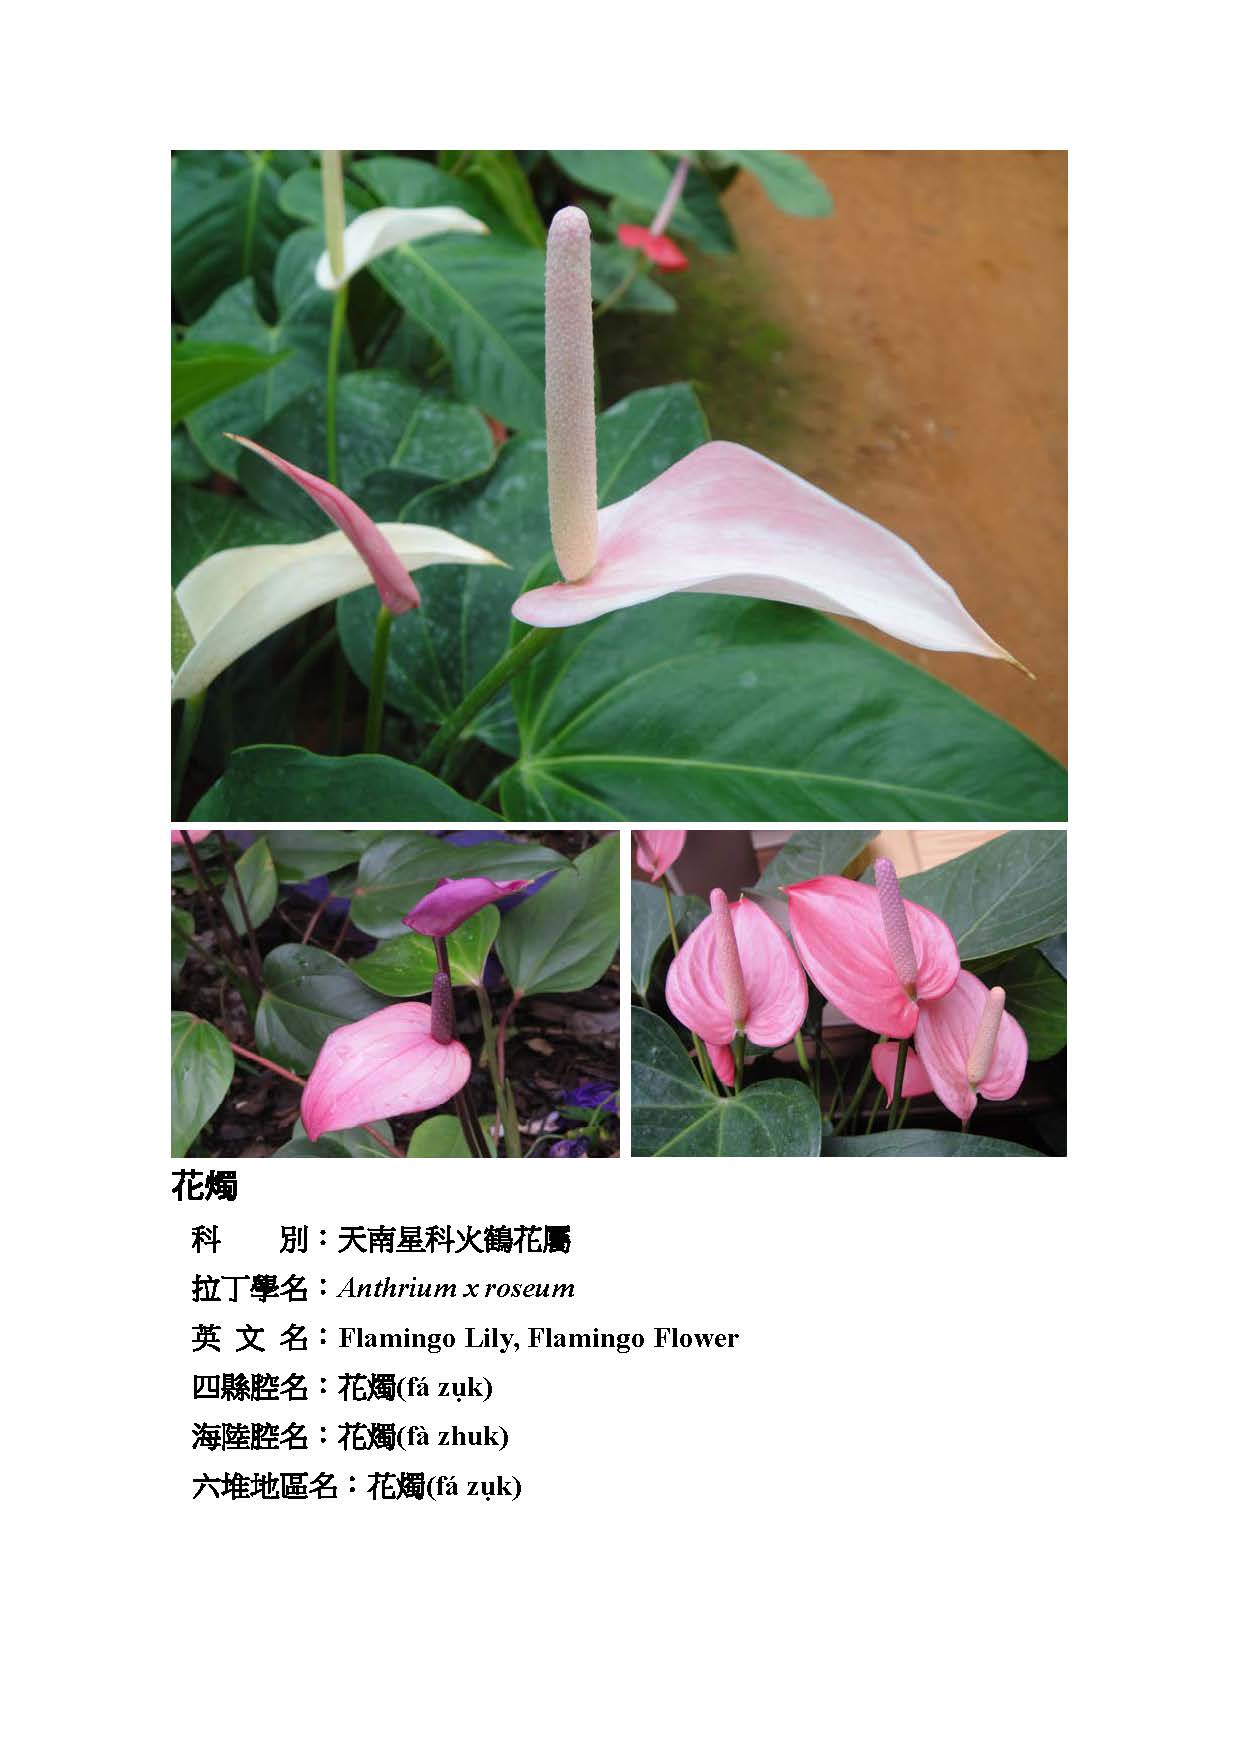 花燭
科　　別：天南星科火鶴花屬
拉丁學名：Anthrium x roseum
英 文 名：Flamingo Lily, Flamingo Flower
四縣腔名：花燭(fá zụk)
海陸腔名：花燭(fà zhuk)
六堆地區名：花燭(fá zụk)